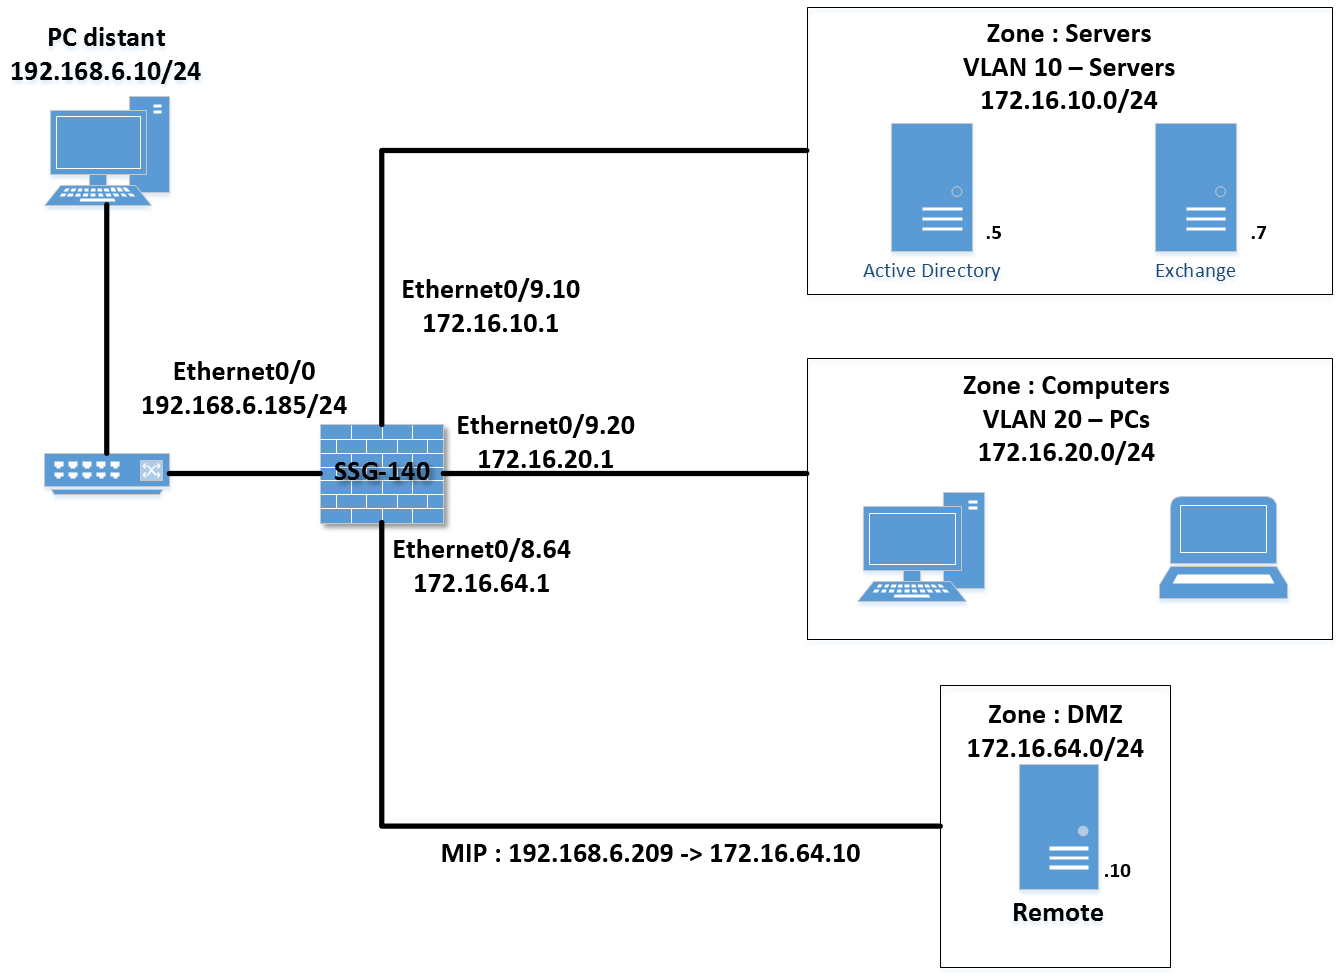 PC distant
192.168.6.10/24
Zone : Servers
VLAN 10 – Servers
172.16.10.0/24
.5
.7
Active Directory
Exchange
Ethernet0/9.10
172.16.10.1
Ethernet0/0
192.168.6.185/24
SSG-140
Ethernet0/9.20
172.16.20.1
Zone : Computers
VLAN 20 – PCs
172.16.20.0/24
Ethernet0/8.64
172.16.64.1
Zone : DMZ
172.16.64.0/24
MIP : 192.168.6.209 -> 172.16.64.10
.10
Remote